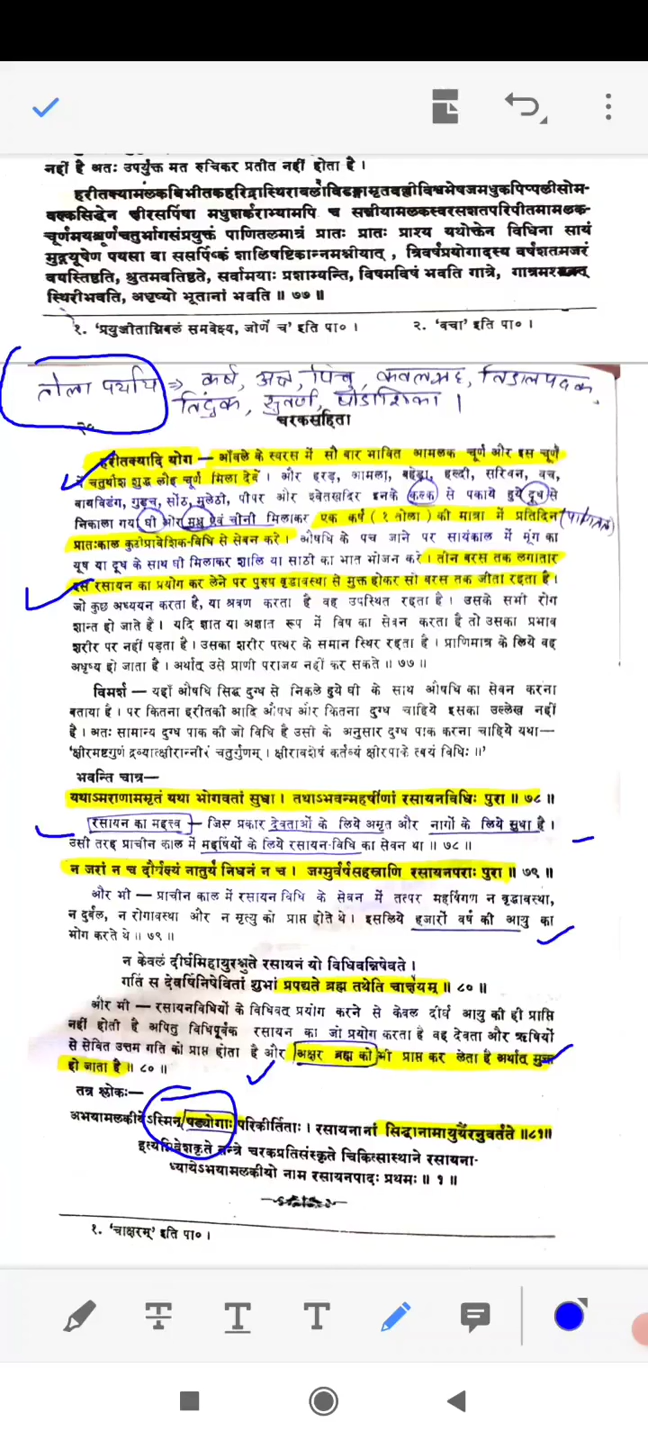 नहीं है अतः उपर्युक्त मत रुचिकर प्रतीत नहीं होता है ।
हरीतक्यामलकबिभीतकहरिद्रास्थिराबलाविडङ्गामृतवल्लीविश्वभेषजमधुकपिप्पलीसोम-
वल्कसिद्धेन क्षीरसर्पिषा मधुशर्कराभ्यामपि च सन्नीयामलकस्वरसशतपरिपीतमामलक-
चूर्णमयश्चूर्णचतुर्भागसंप्रयुक्तं पाणितलमात्रं प्रातः प्रातः प्राश्य यथोक्तेन विधिना सायं
मुद्गयूषेण पयसा वा ससर्पिष्कं शालिषष्टिकान्नमश्नीयात् , त्रिवर्षप्रयोगादस्य वर्षशतमजरं
वयस्तिष्ठति, श्रुतमवतिष्ठते, सर्वामयाः प्रशाम्यन्ति, विषमविषं भवति गात्रे, गात्रमश्मवत्
स्थिरीभवति, अधृष्यो भूतानां भवति ॥ ७७ ॥
१. 'प्रयुञ्जीताग्निबलं समवेक्ष्य, जीर्णे च' इति पा० । २. 'वचा' इति पा० ।
तोला पर्याय ⇒ कर्ष, अक्ष, पिचु, कवलग्रह, विडालपदक,
तिंदुक, सुवर्ण, षोडाशिका ।
चरकसंहिता
हरीतक्यादि योग — आँवले के स्वरस में सौ बार भावित आमलक चूर्ण और इस चूर्ण
में चतुर्थांश शुद्ध लौह चूर्ण मिला देवें । और हरड़, आमला, बहेड़ा, हल्दी, सरिवन, वच,
बायविडंग, गुडूच, सोंठ, मुलेठी, पीपर और श्वेतखदिर इनके कल्क से पकाये हुये दूध से
निकाला गया घी और मधु एवं चीनी मिलाकर एक कर्ष (१ तोला) की मात्रा में प्रतिदिन
प्रातःकाल कुटीप्रावेशिक-विधि से सेवन करे । औषधि के पच जाने पर सायंकाल में मूंग का
यूष या दूध के साथ घी मिलाकर शालि या साठी का भात भोजन करे । तीन बरस तक लगातार
इस रसायन का प्रयोग कर लेने पर पुरुष वृद्धावस्था से मुक्त होकर सौ बरस तक जीता रहता है ।
जो कुछ अध्ययन करता है, या श्रवण करता है वह उपस्थित रहता है । उसके सभी रोग
शान्त हो जाते हैं । यदि ज्ञात या अज्ञात रूप में विष का सेवन करता है तो उसका प्रभाव
शरीर पर नहीं पड़ता है । उसका शरीर पत्थर के समान स्थिर रहता है । प्राणिमात्र के लिये वह
अधृष्य हो जाता है । अर्थात् उसे प्राणी पराजय नहीं कर सकते ॥ ७७ ॥
विमर्श — यहाँ औषधि सिद्ध दुग्ध से निकले हुये घी के साथ औषधि का सेवन करना
बताया है । पर कितना हरीतकी आदि औषध और कितना दुग्ध चाहिये इसका उल्लेख नहीं
है । अतः सामान्य दुग्ध पाक की जो विधि है उसी के अनुसार दुग्ध पाक करना चाहिये यथा—
'क्षीरमष्टगुणं द्रव्यात्क्षीरान्नीरं चतुर्गुणम् । क्षीरावशेषं कर्तव्यं क्षीरपाके त्वयं विधिः ॥'
भवन्ति चात्र—
यथाऽमराणाममृतं यथा भोगवतां सुधा । तथाऽभवन्महर्षीणां रसायनविधिः पुरा ॥ ७८ ॥
रसायन का महत्त्व — जिस प्रकार देवताओं के लिये अमृत और नागों के लिये सुधा है ।
उसी तरह प्राचीन काल में महर्षियों के लिये रसायन-विधि का सेवन था ॥ ७८ ॥
न जरां न च दौर्बल्यं नातुर्यं निधनं न च । जग्मुर्वर्षसहस्राणि रसायनपराः पुरा ॥ ७९ ॥
और भी — प्राचीन काल में रसायन विधि के सेवन में तत्पर महर्षिगण न वृद्धावस्था,
न दुर्बल, न रोगावस्था और न मृत्यु को प्राप्त होते थे । इसलिये हजारों वर्ष की आयु का
भोग करते थे ॥ ७९ ॥
न केवलं दीर्घमिहायुरश्नुते रसायनं यो विधिवन्निषेवते ।
गतिं स देवर्षिनिषेवितां शुभां प्रपद्यते ब्रह्म तथेति चाक्षयम् ॥ ८० ॥
और भी — रसायनविधियों के विधिवत् प्रयोग करने से केवल दीर्घ आयु की ही प्राप्ति
नहीं होती है अपितु विधिपूर्वक रसायन का जो प्रयोग करता है वह देवता और ऋषियों
से सेवित उत्तम गति को प्राप्त होता है और अक्षर ब्रह्म को भी प्राप्त कर लेता है अर्थात् मुक्त
हो जाता है ॥ ८० ॥
तत्र श्लोकः—
अभयामलकीयेऽस्मिन् षड्योगाः परिकीर्तिताः । रसायनानां सिद्धानामायुर्यैरनुवर्तते ॥८१॥
इत्यग्निवेशकृते तन्त्रे चरकप्रतिसंस्कृते चिकित्सास्थाने रसायना-
ध्यायेऽभयामलकीयो नाम रसायनपादः प्रथमः ॥ १ ॥
१. 'चाक्षरम्' इति पा० ।